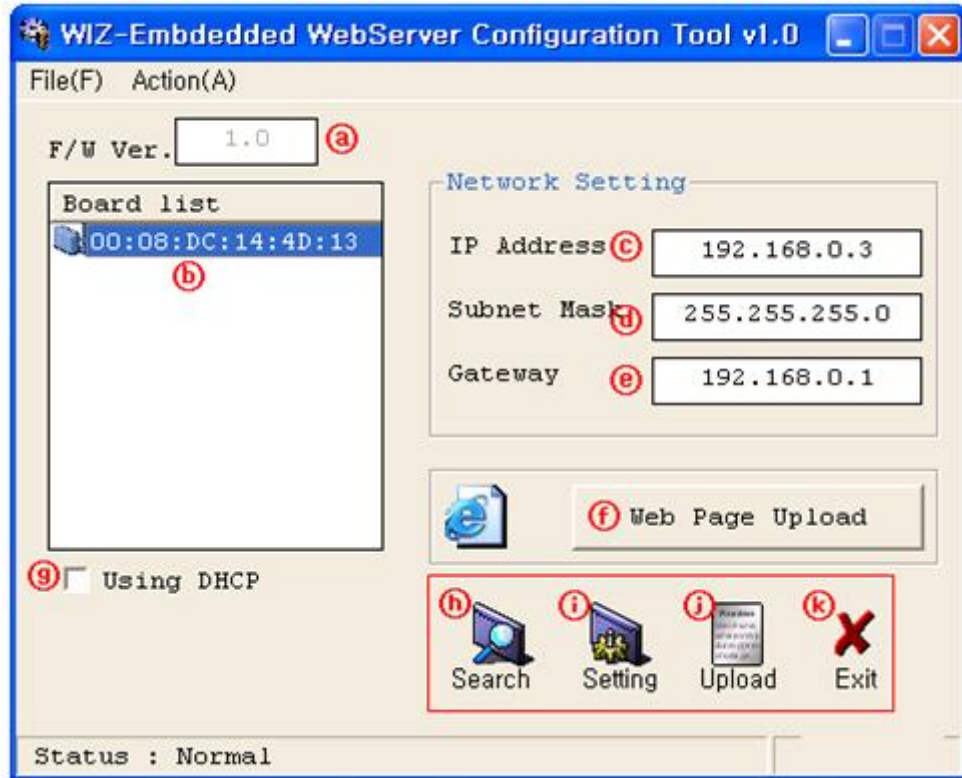 WIZ-Embdedded WebServer Configuration Tool v1.0
File(F) Action(A)
F/W Ver. 1.0 ⓐ
Board list
00:08:DC:14:4D:13
ⓑ
ⓖ Using DHCP
Network Setting
IP Address ⓒ 192.168.0.3
Subnet Mask ⓓ 255.255.255.0
Gateway ⓔ 192.168.0.1
ⓕ Web Page Upload
ⓗ ⓘ ⓙ ⓚ
Search Setting Upload Exit
Status : Normal